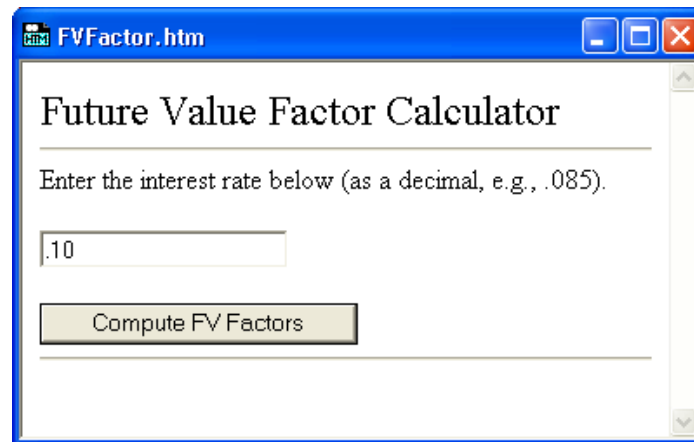 FVFactor.htm
Future Value Factor Calculator
Enter the interest rate below (as a decimal, e.g., .085).
.10
Compute FV Factors